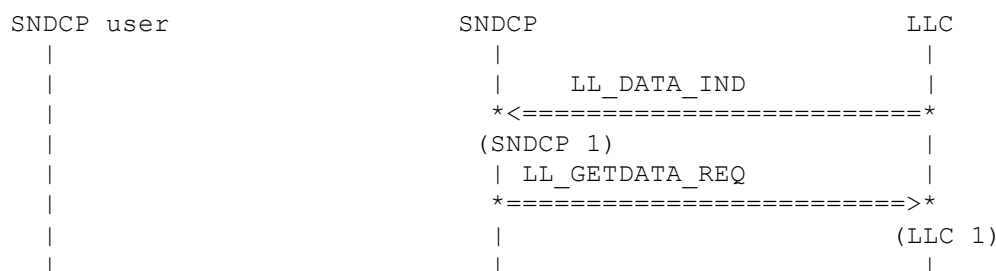 SNDCP user SNDCP LLC
| | |
| | LL_DATA_IND |
| *<=========================*
| (SNDCP 1) |
| | LL_GETDATA_REQ |
| *=========================>*
| | (LLC 1)
| | |